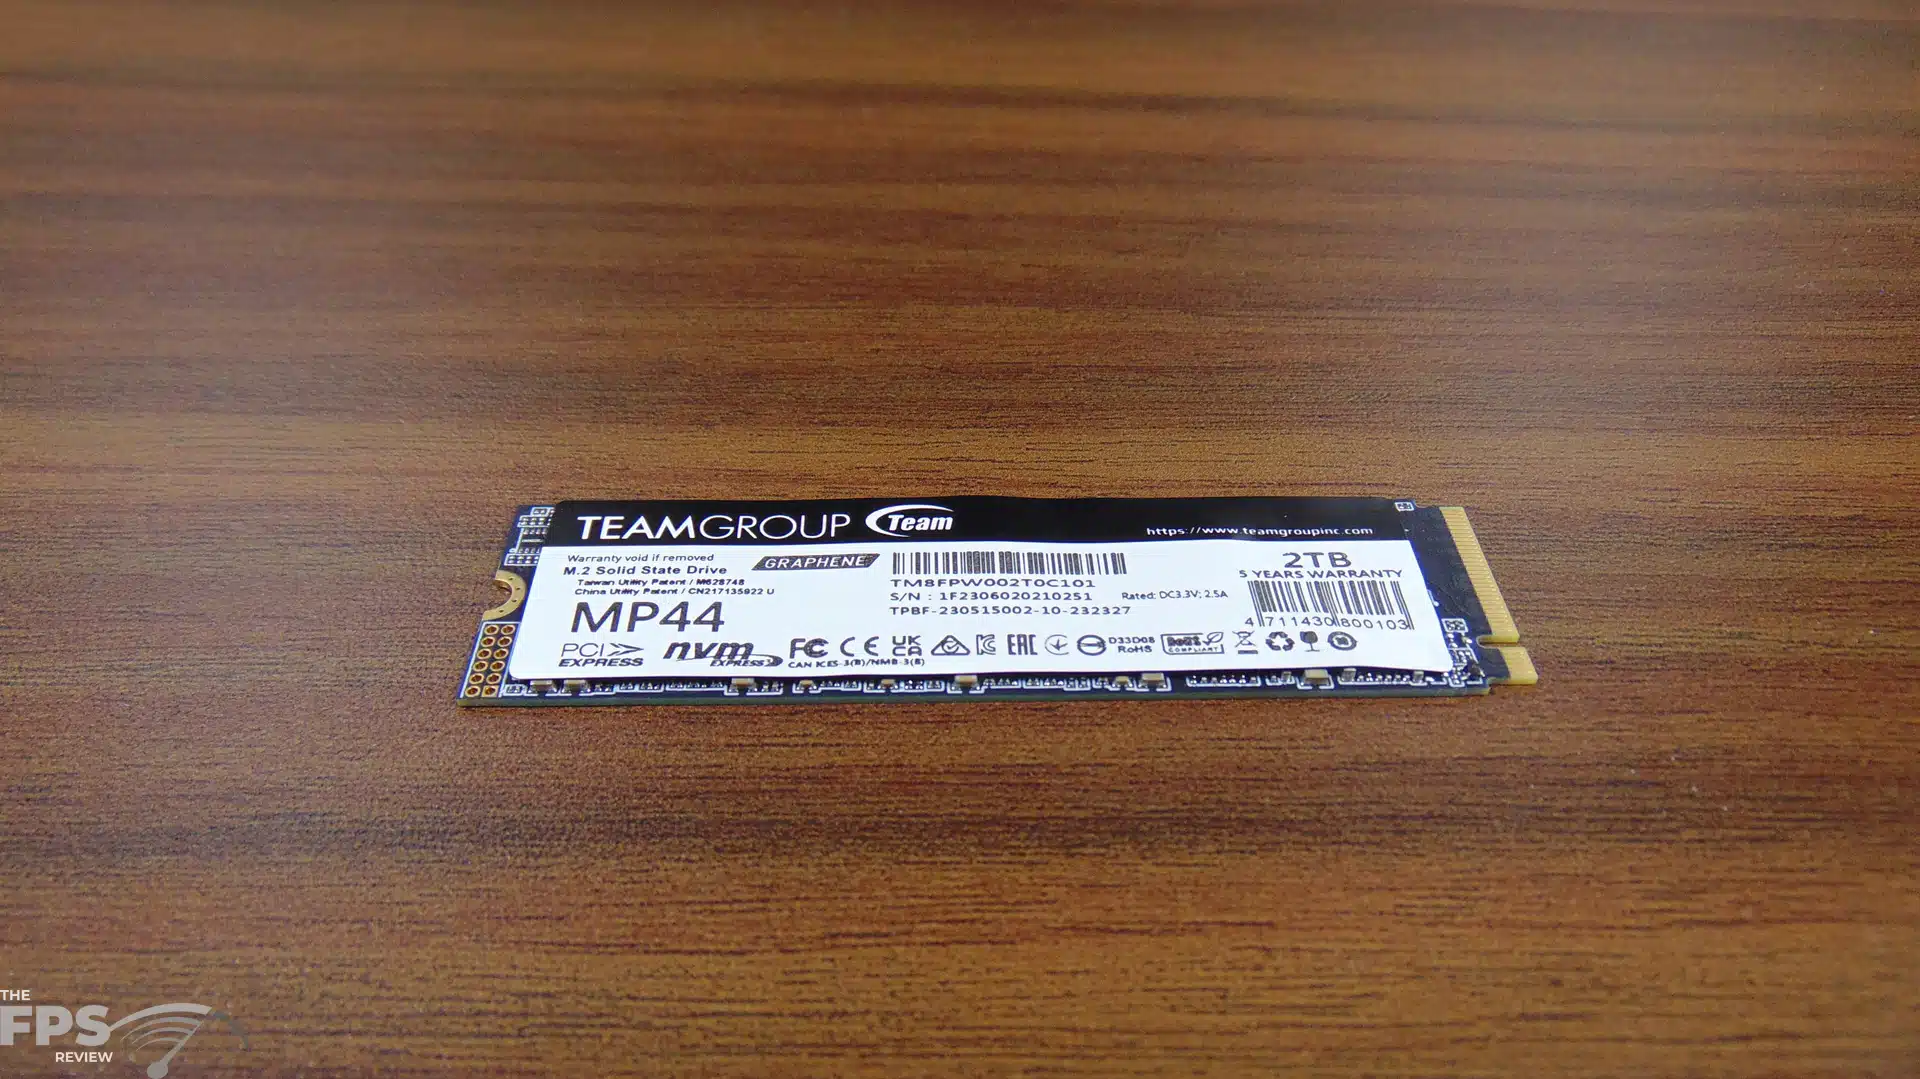 TEAMGROUP Team
https://www.teamgroupinc.com
Warranty void if removed
M.2 Solid State Drive
Taiwan Utility Patent / M628748
China Utility Patent / CN217135922 U
GRAPHENE
MP44
PCI
EXPRESS
nvm
EXPRESS
TM8FPW002T0C101
S/N : 1F2306020210251
TPBF-230515002-10-232327
Rated: DC3.3V; 2.5A
2TB
5 YEARS WARRANTY
4 711430 800103
FC CE UK CA EAC
CAN ICES-3(B)/NMB-3(B)
D33D08
RoHS
RoHS
COMPLIANT
THE
FPS
REVIEW